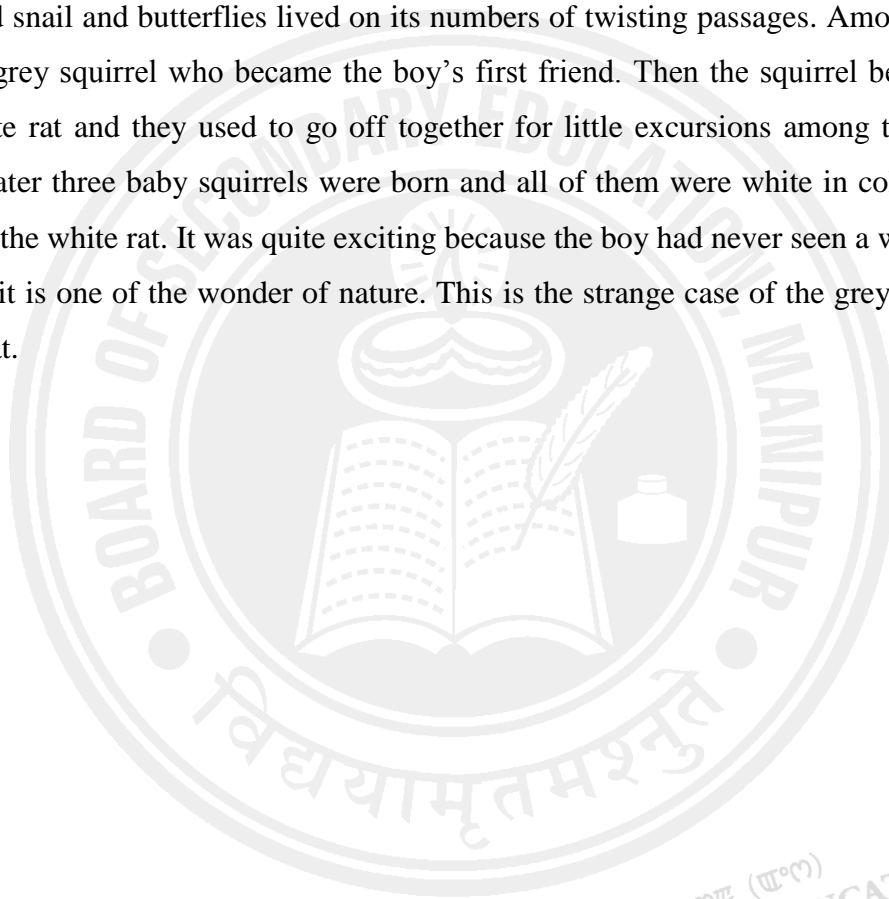 snail and butterflies lived on its numbers of twisting passages. Amo
grey squirrel who became the boy’s first friend. Then the squirrel be
te rat and they used to go off together for little excursions among t
ater three baby squirrels were born and all of them were white in co
the white rat. It was quite exciting because the boy had never seen a w
it is one of the wonder of nature. This is the strange case of the grey
t.
BOARD OF SECONDARY EDUCATION, MANIPUR
विद्ययामृतमश्नुते